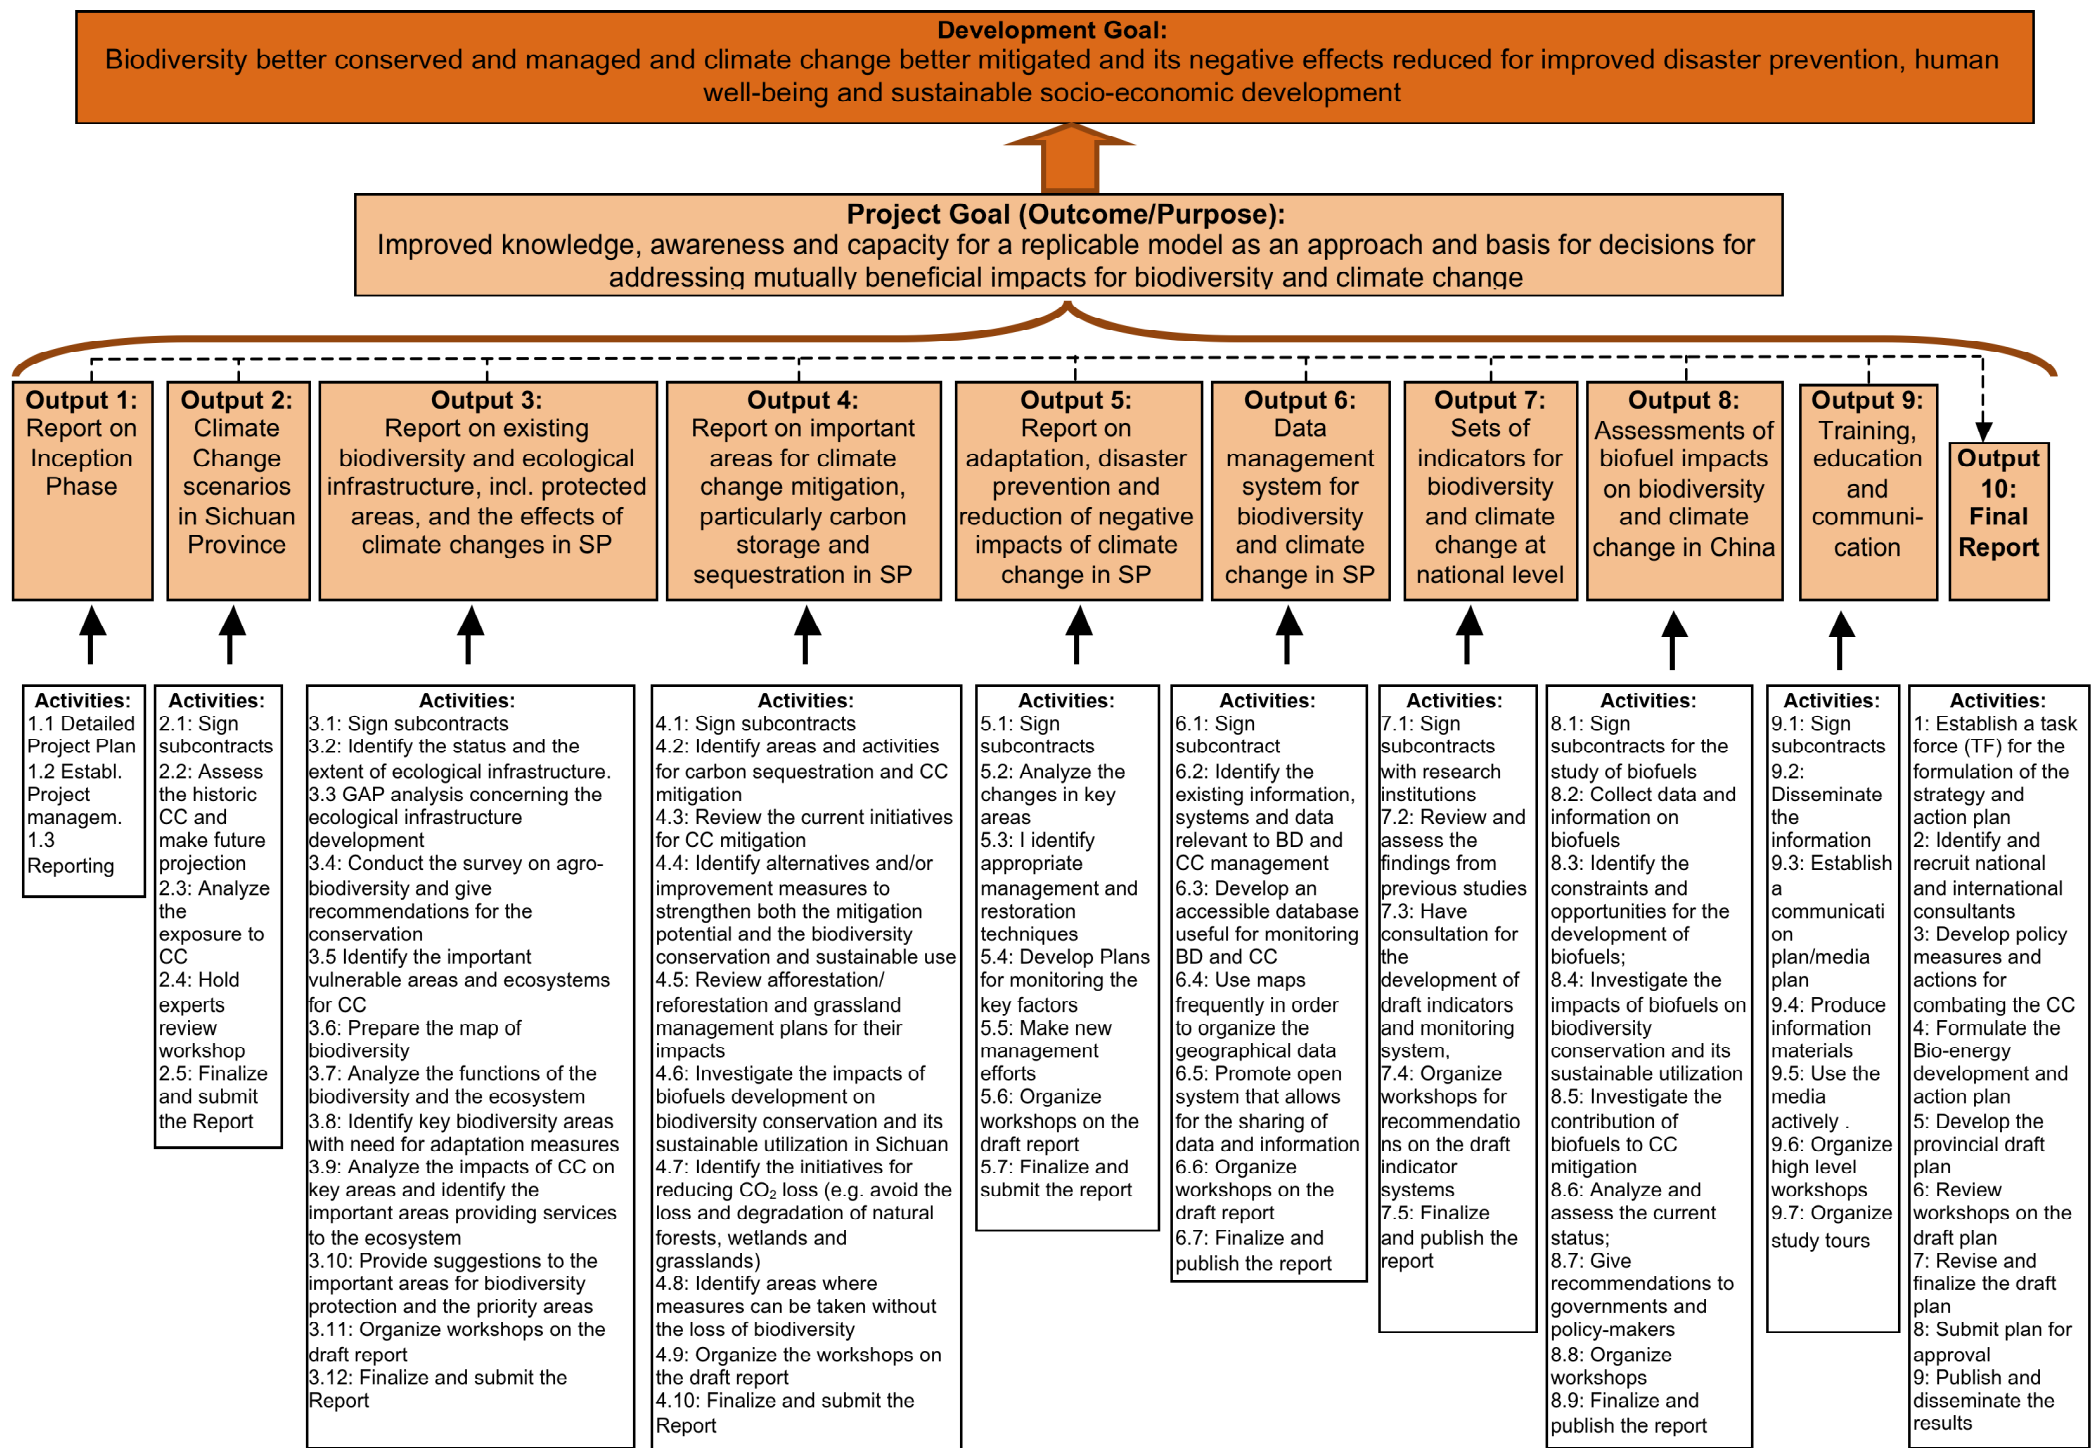 Development Goal:
Biodiversity better conserved and managed and climate change better mitigated and its negative effects reduced for improved disaster prevention, human
well-being and sustainable socio-economic development
Project Goal (Outcome/Purpose):
Improved knowledge, awareness and capacity for a replicable model as an approach and basis for decisions for
addressing mutually beneficial impacts for biodiversity and climate change
Output 1:
Report on
Inception
Phase
Output 2:
Climate
Change
scenarios
in Sichuan
Province
Output 3:
Report on existing
biodiversity and ecological
infrastructure, incl. protected
areas, and the effects of
climate changes in SP
Output 4:
Report on important
areas for climate
change mitigation,
particularly carbon
storage and
sequestration in SP
Output 5:
Report on
adaptation, disaster
prevention and
reduction of negative
impacts of climate
change in SP
Output 6:
Data
management
system for
biodiversity
and climate
change in SP
Output 7:
Sets of
indicators for
biodiversity
and climate
change at
national level
Output 8:
Assessments of
biofuel impacts
on biodiversity
and climate
change in China
Output 9:
Training,
education
and
communi-
cation
Output
10:
Final
Report
Activities:
1.1 Detailed
Project Plan
1.2 Establ.
Project
managem.
1.3
Reporting
Activities:
2.1: Sign
subcontracts
2.2: Assess
the historic
CC and
make future
projection
2.3: Analyze
the
exposure to
CC
2.4: Hold
experts
review
workshop
2.5: Finalize
and submit
the Report
Activities:
3.1: Sign subcontracts
3.2: Identify the status and the
extent of ecological infrastructure.
3.3 GAP analysis concerning the
ecological infrastructure
development
3.4: Conduct the survey on agro-
biodiversity and give
recommendations for the
conservation
3.5 Identify the important
vulnerable areas and ecosystems
for CC
3.6: Prepare the map of
biodiversity
3.7: Analyze the functions of the
biodiversity and the ecosystem
3.8: Identify key biodiversity areas
with need for adaptation measures
3.9: Analyze the impacts of CC on
key areas and identify the
important areas providing services
to the ecosystem
3.10: Provide suggestions to the
important areas for biodiversity
protection and the priority areas
3.11: Organize workshops on the
draft report
3.12: Finalize and submit the
Report
Activities:
4.1: Sign subcontracts
4.2: Identify areas and activities
for carbon sequestration and CC
mitigation
4.3: Review the current initiatives
for CC mitigation
4.4: Identify alternatives and/or
improvement measures to
strengthen both the mitigation
potential and the biodiversity
conservation and sustainable use
4.5: Review afforestation/
reforestation and grassland
management plans for their
impacts
4.6: Investigate the impacts of
biofuels development on
biodiversity conservation and its
sustainable utilization in Sichuan
4.7: Identify the initiatives for
reducing CO₂ loss (e.g. avoid the
loss and degradation of natural
forests, wetlands and
grasslands)
4.8: Identify areas where
measures can be taken without
the loss of biodiversity
4.9: Organize the workshops on
the draft report
4.10: Finalize and submit the
Report
Activities:
5.1: Sign
subcontracts
5.2: Analyze the
changes in key
areas
5.3: I identify
appropriate
management and
restoration
techniques
5.4: Develop Plans
for monitoring the
key factors
5.5: Make new
management
efforts
5.6: Organize
workshops on the
draft report
5.7: Finalize and
submit the report
Activities:
6.1: Sign
subcontract
6.2: Identify the
existing information,
systems and data
relevant to BD and
CC management
6.3: Develop an
accessible database
useful for monitoring
BD and CC
6.4: Use maps
frequently in order
to organize the
geographical data
6.5: Promote open
system that allows
for the sharing of
data and information
6.6: Organize
workshops on the
draft report
6.7: Finalize and
publish the report
Activities:
7.1: Sign
subcontracts
with research
institutions
7.2: Review and
assess the
findings from
previous studies
7.3: Have
consultation for
the
development of
draft indicators
and monitoring
system,
7.4: Organize
workshops for
recommendatio
ns on the draft
indicator
systems
7.5: Finalize
and publish the
report
Activities:
8.1: Sign
subcontracts for the
study of biofuels
8.2: Collect data and
information on
biofuels
8.3: Identify the
constraints and
opportunities for the
development of
biofuels;
8.4: Investigate the
impacts of biofuels on
biodiversity
conservation and its
sustainable utilization
8.5: Investigate the
contribution of
biofuels to CC
mitigation
8.6: Analyze and
assess the current
status;
8.7: Give
recommendations to
governments and
policy-makers
8.8: Organize
workshops
8.9: Finalize and
publish the report
Activities:
9.1: Sign
subcontracts
9.2:
Disseminate
the
information
9.3: Establish
a
communicati
on
plan/media
plan
9.4: Produce
information
materials
9.5: Use the
media
actively .
9.6: Organize
high level
workshops
9.7: Organize
study tours
Activities:
1: Establish a task
force (TF) for the
formulation of the
strategy and
action plan
2: Identify and
recruit national
and international
consultants
3: Develop policy
measures and
actions for
combating the CC
4: Formulate the
Bio-energy
development and
action plan
5: Develop the
provincial draft
plan
6: Review
workshops on the
draft plan
7: Revise and
finalize the draft
plan
8: Submit plan for
approval
9: Publish and
disseminate the
results